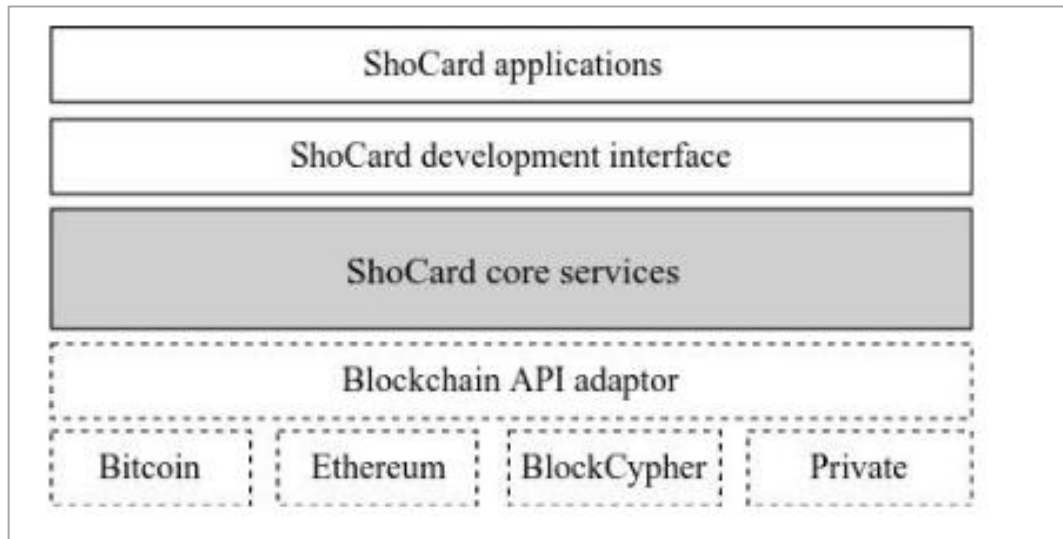 ShoCard applications
ShoCard development interface
ShoCard core services
Blockchain API adaptor
Bitcoin Ethereum BlockCypher Private